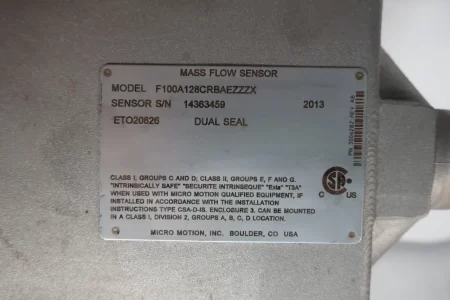 MASS FLOW SENSOR
MODEL F100A128CRBAEZZZX
SENSOR S/N 14363459 2013
ETO20626 DUAL SEAL
CLASS I, GROUPS C AND D; CLASS II, GROUPS E, F AND G.
"INTRINSICALLY SAFE" "SECURITE INTRINSEQUE" "Exia" "T3A"
WHEN USED WITH MICRO MOTION QUALIFIED EQUIPMENT, IF
INSTALLED IN ACCORDANCE WITH THE INSTALLATION
INSTRUCTIONS TYPE CSA-D-IS. ENCLOSURE 3. CAN BE MOUNTED
IN A CLASS I, DIVISION 2, GROUPS A, B, C, D LOCATION.
MICRO MOTION, INC. BOULDER, CO USA
C US